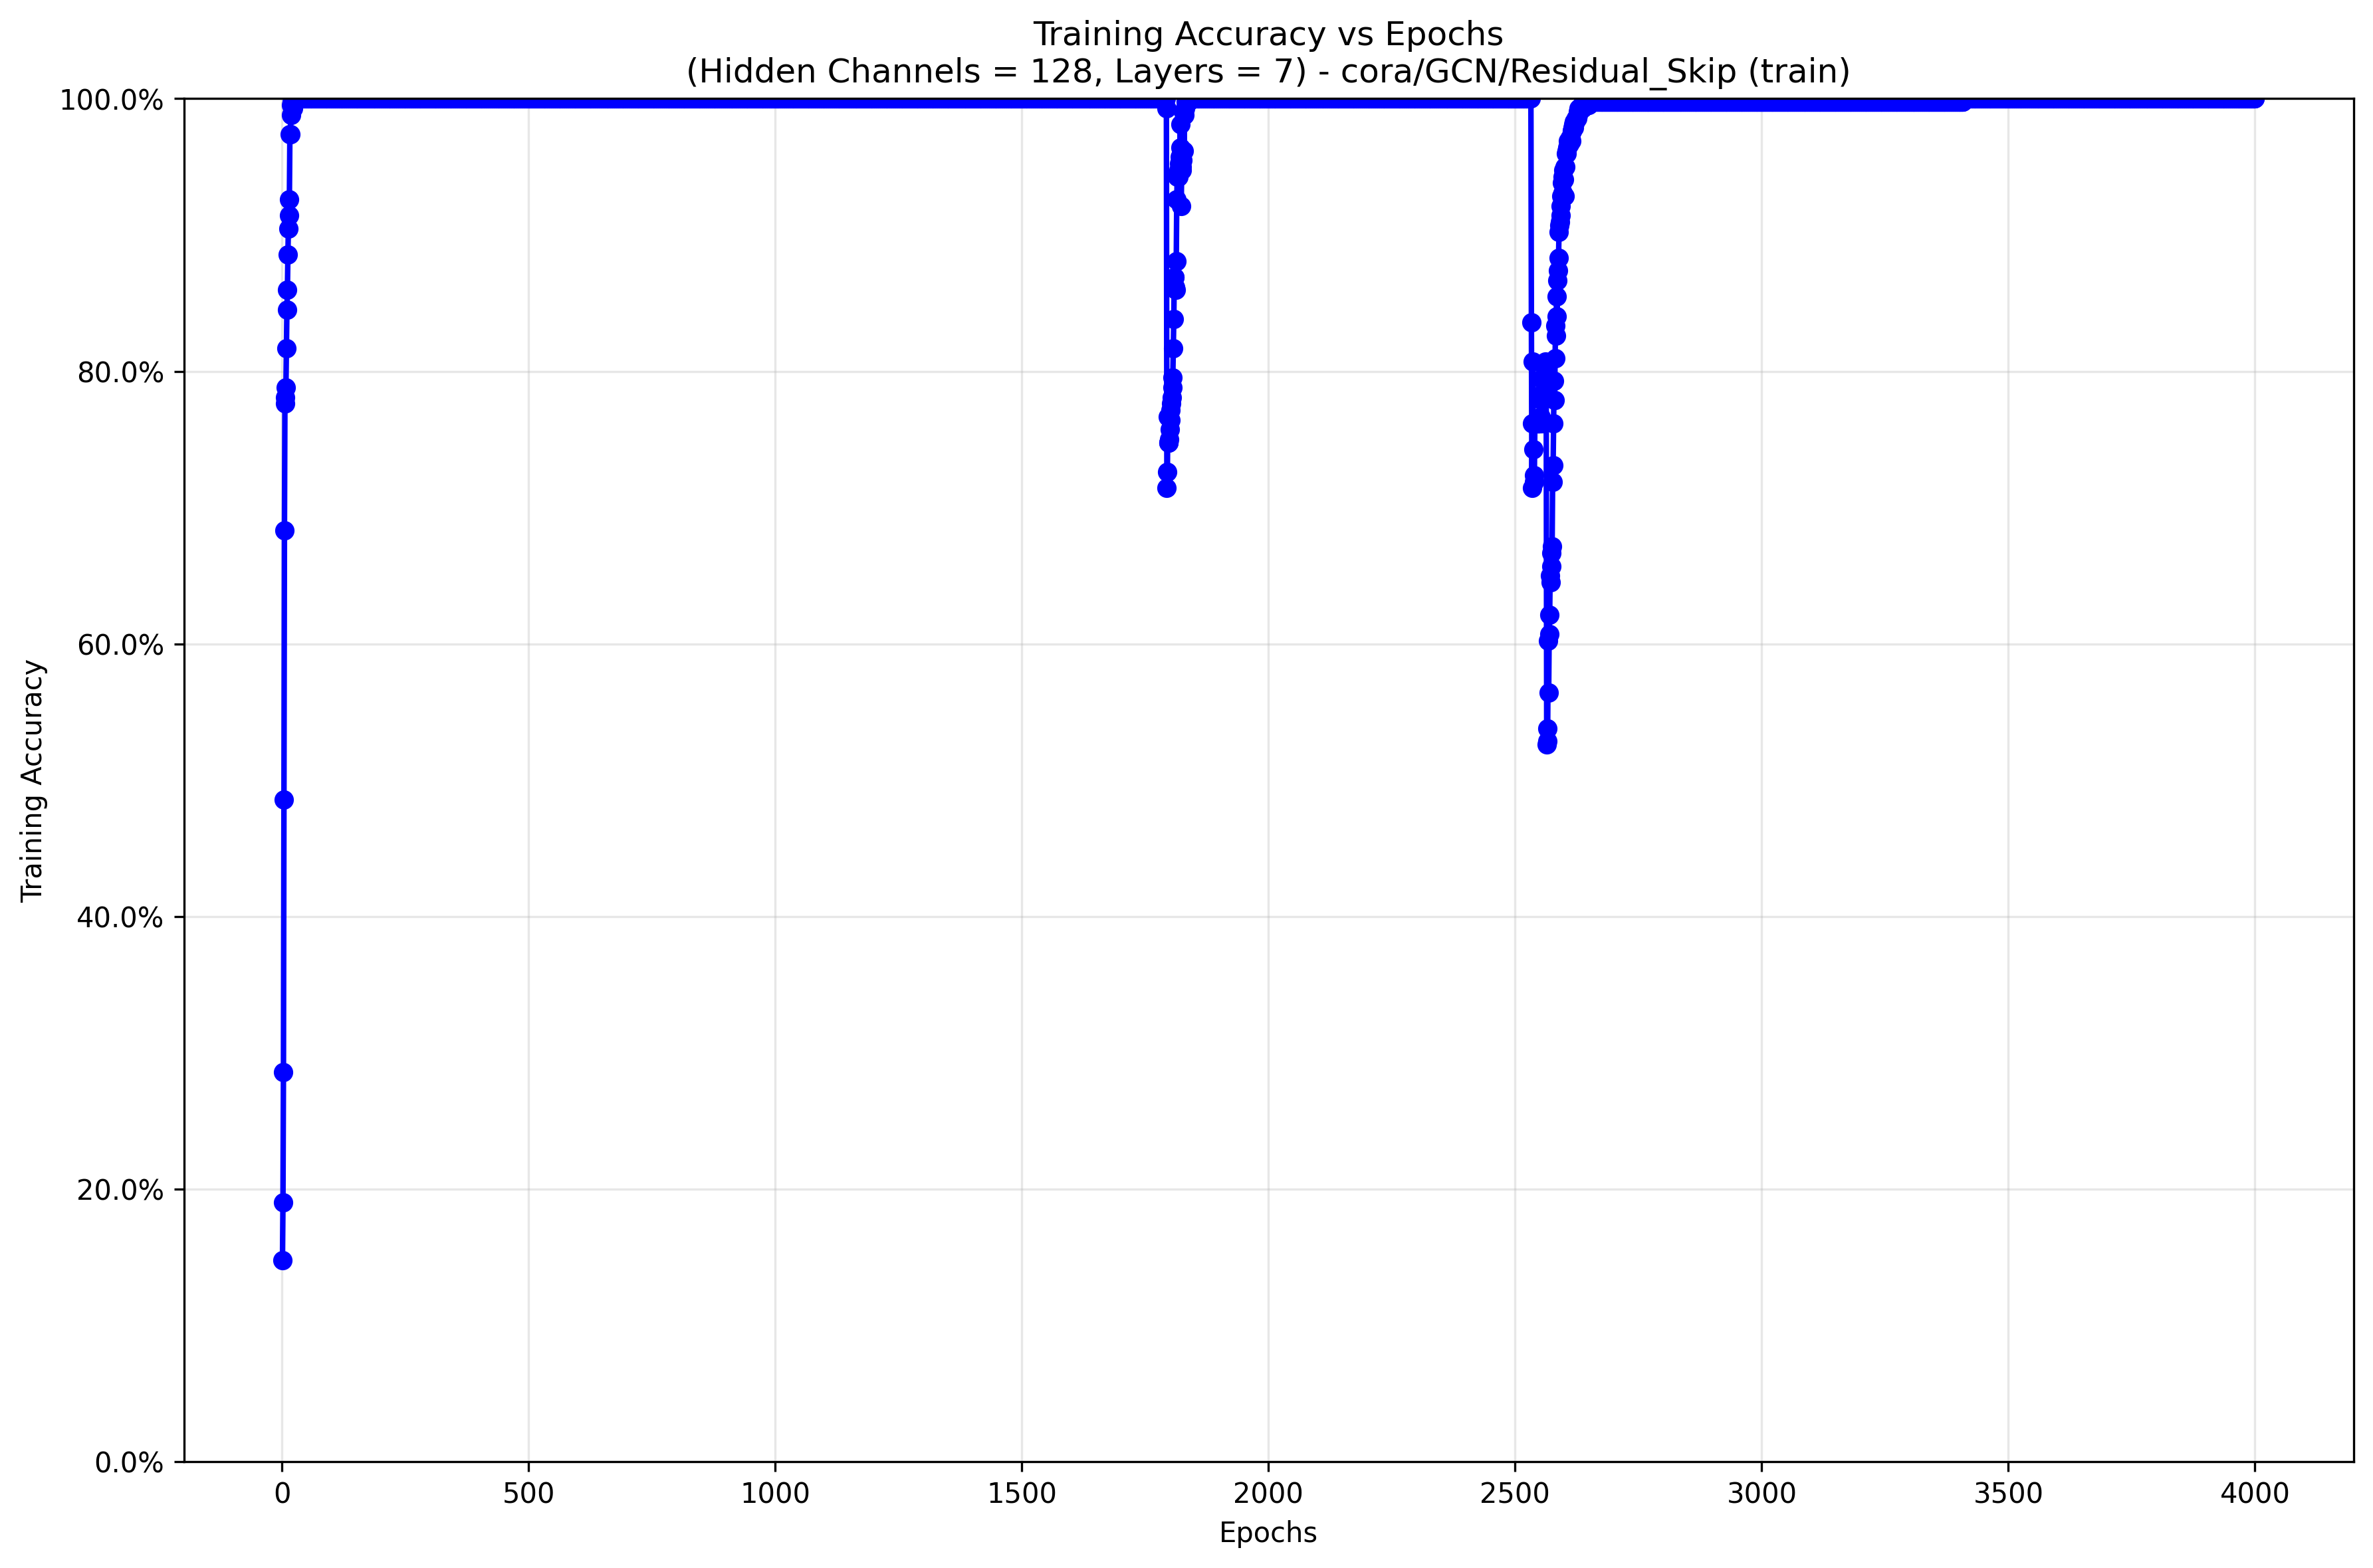 Training Accuracy vs Epochs
(Hidden Channels = 128, Layers = 7) - cora/GCN/Residual_Skip (train)
Training Accuracy
100.0%
80.0%
60.0%
40.0%
20.0%
0.0%
0 500 1000 1500 2000 2500 3000 3500 4000
Epochs